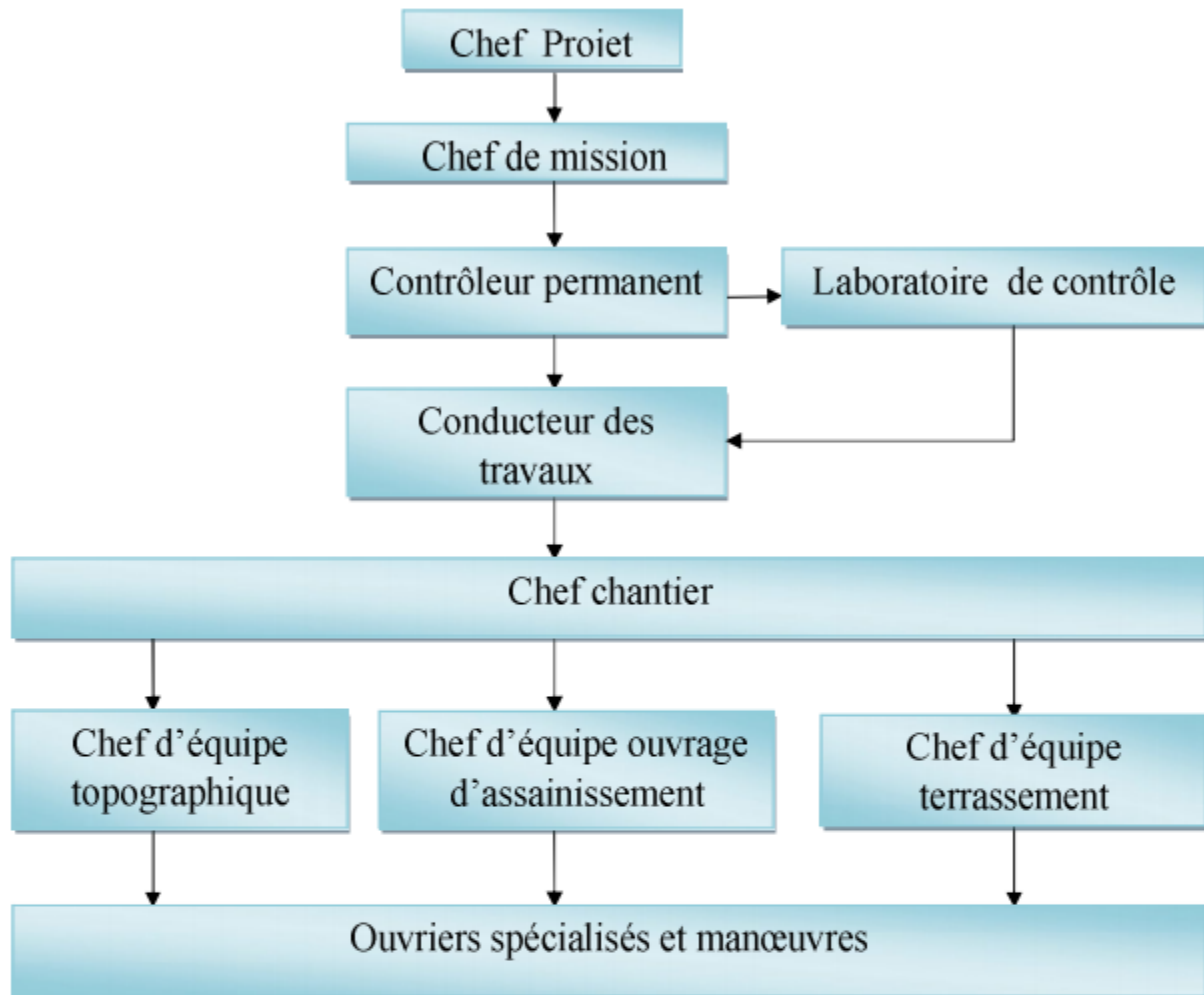 Chef Proiet
Chef de mission
Contrôleur permanent
Laboratoire de contrôle
Conducteur des
travaux
Chef chantier
Chef d’équipe
topographique
Chef d’équipe ouvrage
d’assainissement
Chef d’équipe
terrassement
Ouvriers spécialisés et manœuvres